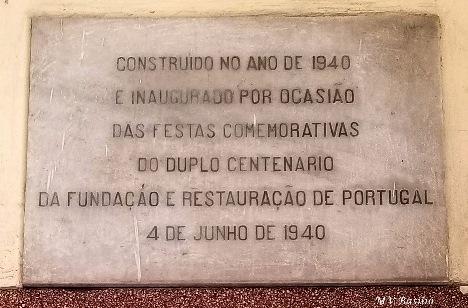 CONSTRUÍDO NO ANO DE 1940
E INAUGURADO POR OCASIÃO
DAS FESTAS COMEMORATIVAS
DO DUPLO CENTENARIO
DA FUNDAÇÃO E RESTAURAÇÃO DE PORTUGAL
4 DE JUNHO DE 1940